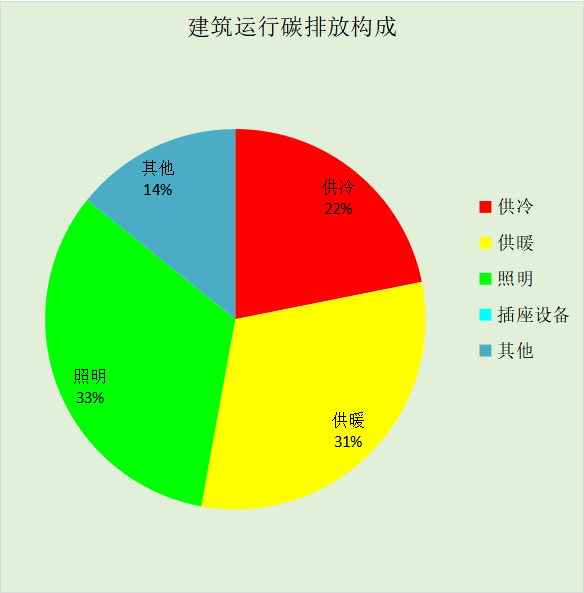 建筑运行碳排放构成
其他
14%
供冷
22%
供冷
供暖
照明
插座设备
其他
照明
33%
供暖
31%